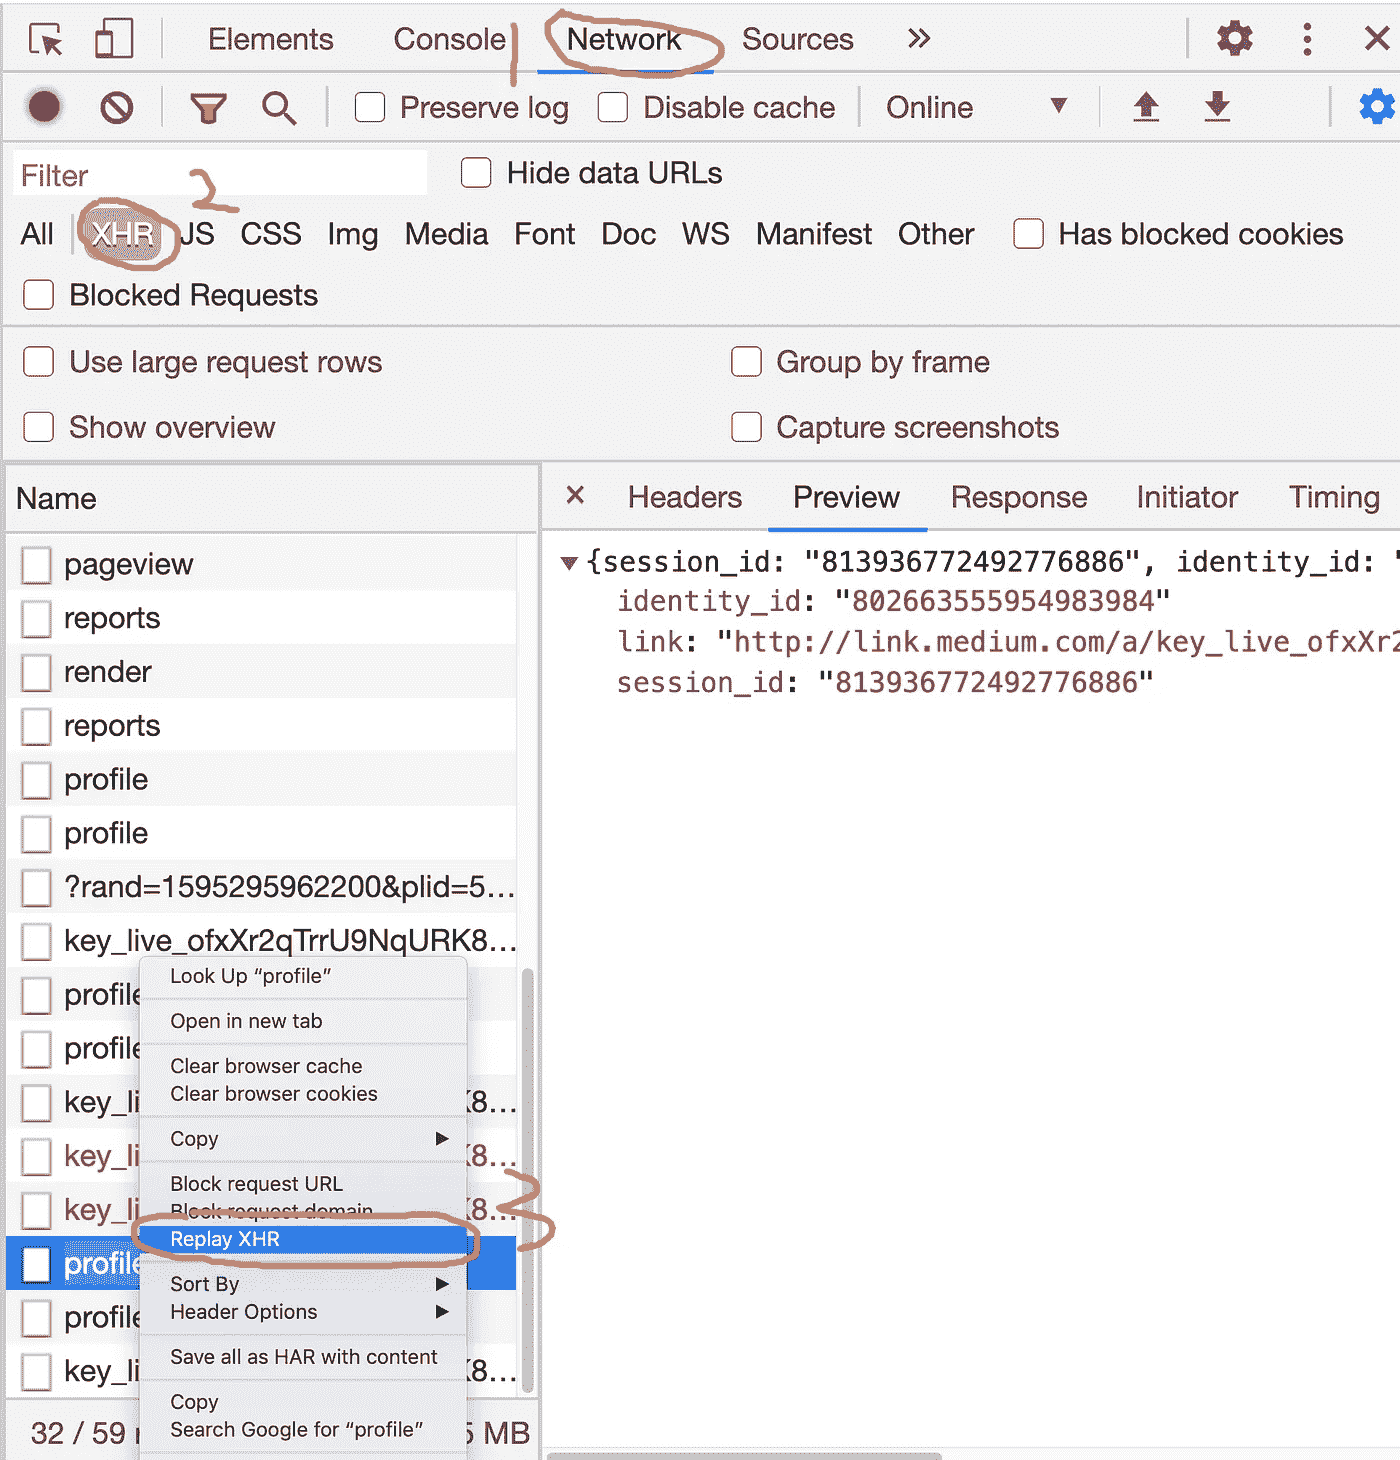 Elements Console 1 Network Sources »
Preserve log Disable cache Online
Filter 2 Hide data URLs
All XHR JS CSS Img Media Font Doc WS Manifest Other Has blocked cookies
Blocked Requests
Use large request rows Group by frame
Show overview Capture screenshots
Name
Headers Preview Response Initiator Timing
pageview
reports
render
reports
profile
profile
?rand=1595295962200&plid=5...
key_live_ofxXr2qTrrU9NqURK8...
profile
profile
key_li K8...
key_li K8...
key_li K8...
profile
profile
key_li K8...
32 / 59 5 MB
Look Up “profile”
Open in new tab
Clear browser cache
Clear browser cookies
Copy
Block request URL
Block request domain
Replay XHR
3
Sort By
Header Options
Save all as HAR with content
Copy
Search Google for “profile”
{session_id: "813936772492776886", identity_id: "
identity_id: "802663555954983984"
link: "http://link.medium.com/a/key_live_ofxXr2
session_id: "813936772492776886"